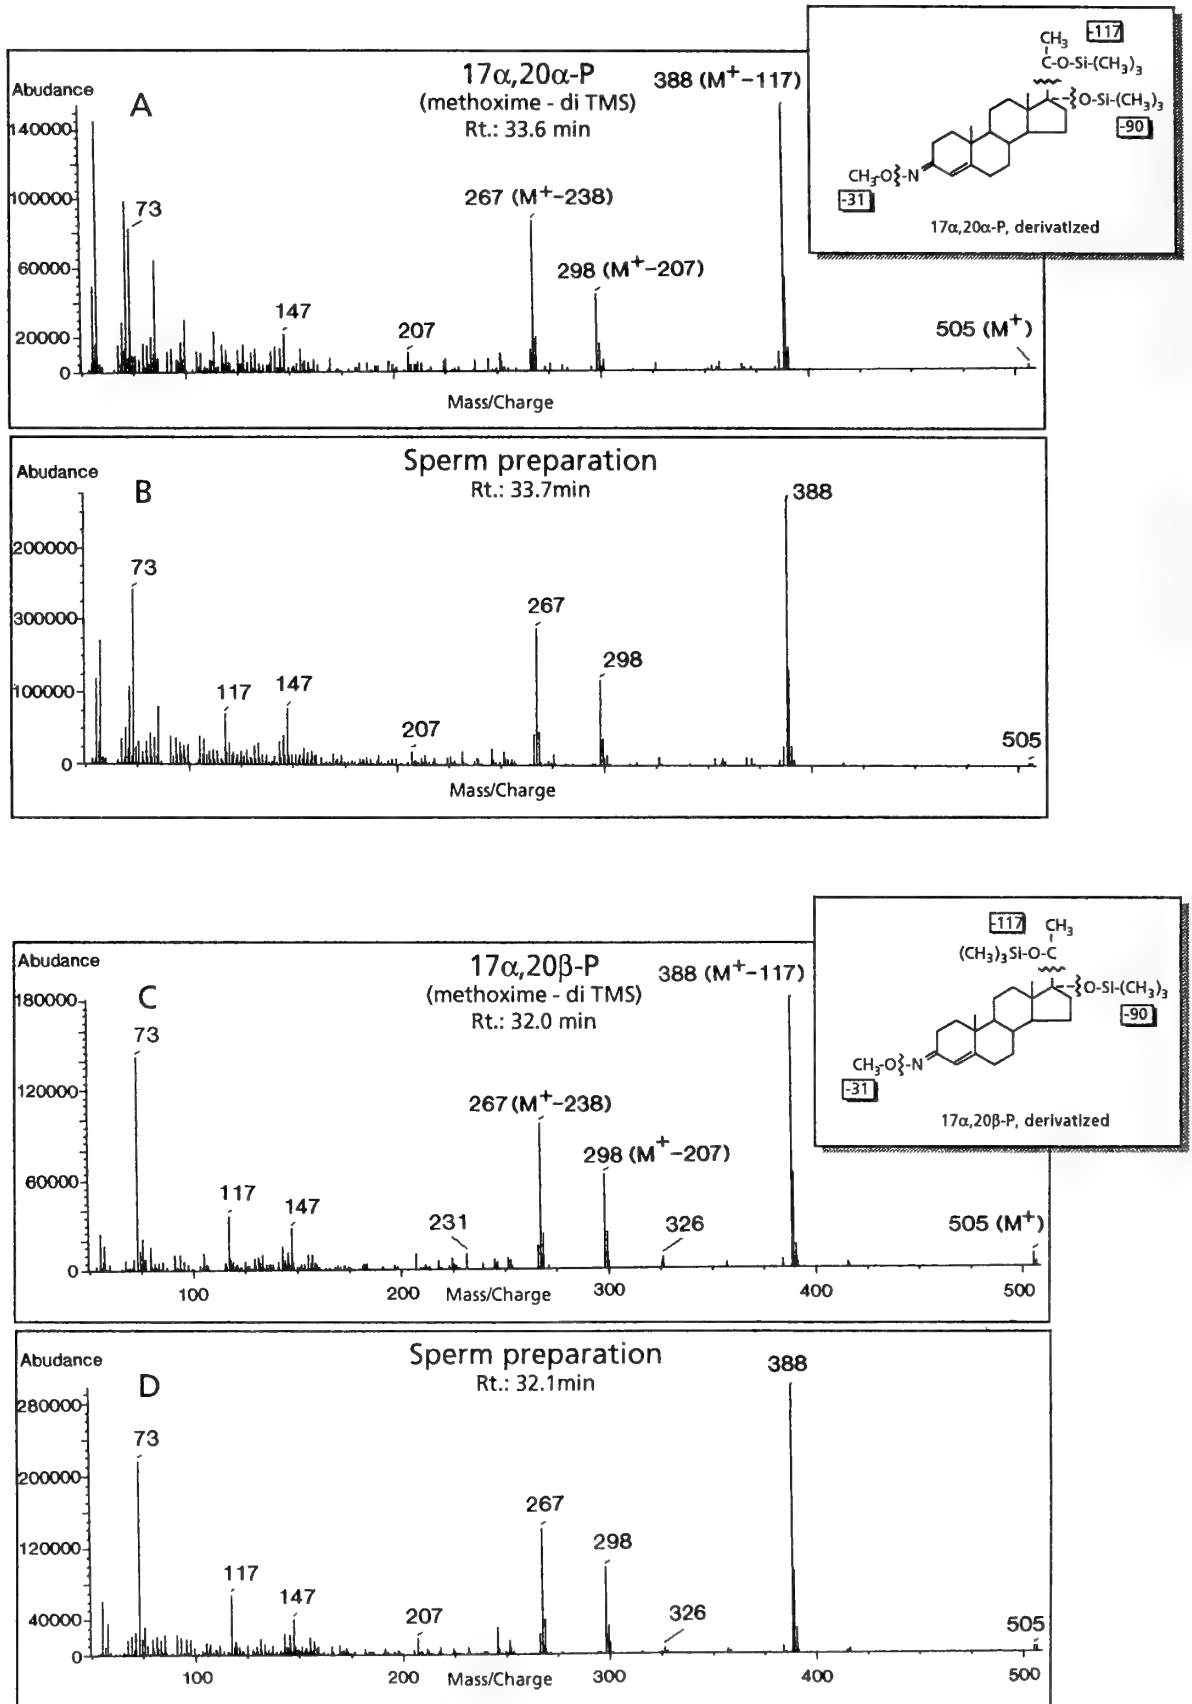 Abudance
A
17α,20α-P
(methoxime - di TMS)
Rt.: 33.6 min
388 (M+-117)
140000
100000
60000
20000
0
73
147
207
267 (M+-238)
298 (M+-207)
505 (M+)
Mass/Charge
CH3
-117
C-O-Si-(CH3)3
O-Si-(CH3)3
-90
CH3-O-N
-31
17α,20α-P, derivatized
Abudance
B
Sperm preparation
Rt.: 33.7min
200000
300000
100000
0
73
117
147
207
267
298
388
505
Mass/Charge
Abudance
C
17α,20β-P
(methoxime - di TMS)
Rt.: 32.0 min
388 (M+-117)
180000
120000
60000
0
73
117
147
231
267 (M+-238)
298 (M+-207)
326
505 (M+)
100
200
Mass/Charge
300
400
500
-117
CH3
(CH3)3Si-O-C
O-Si-(CH3)3
-90
CH3-O-N
-31
17α,20β-P, derivatized
Abudance
D
Sperm preparation
Rt.: 32.1min
388
280000
200000
120000
40000
0
73
117
147
207
267
298
326
505
100
200
Mass/Charge
300
400
500